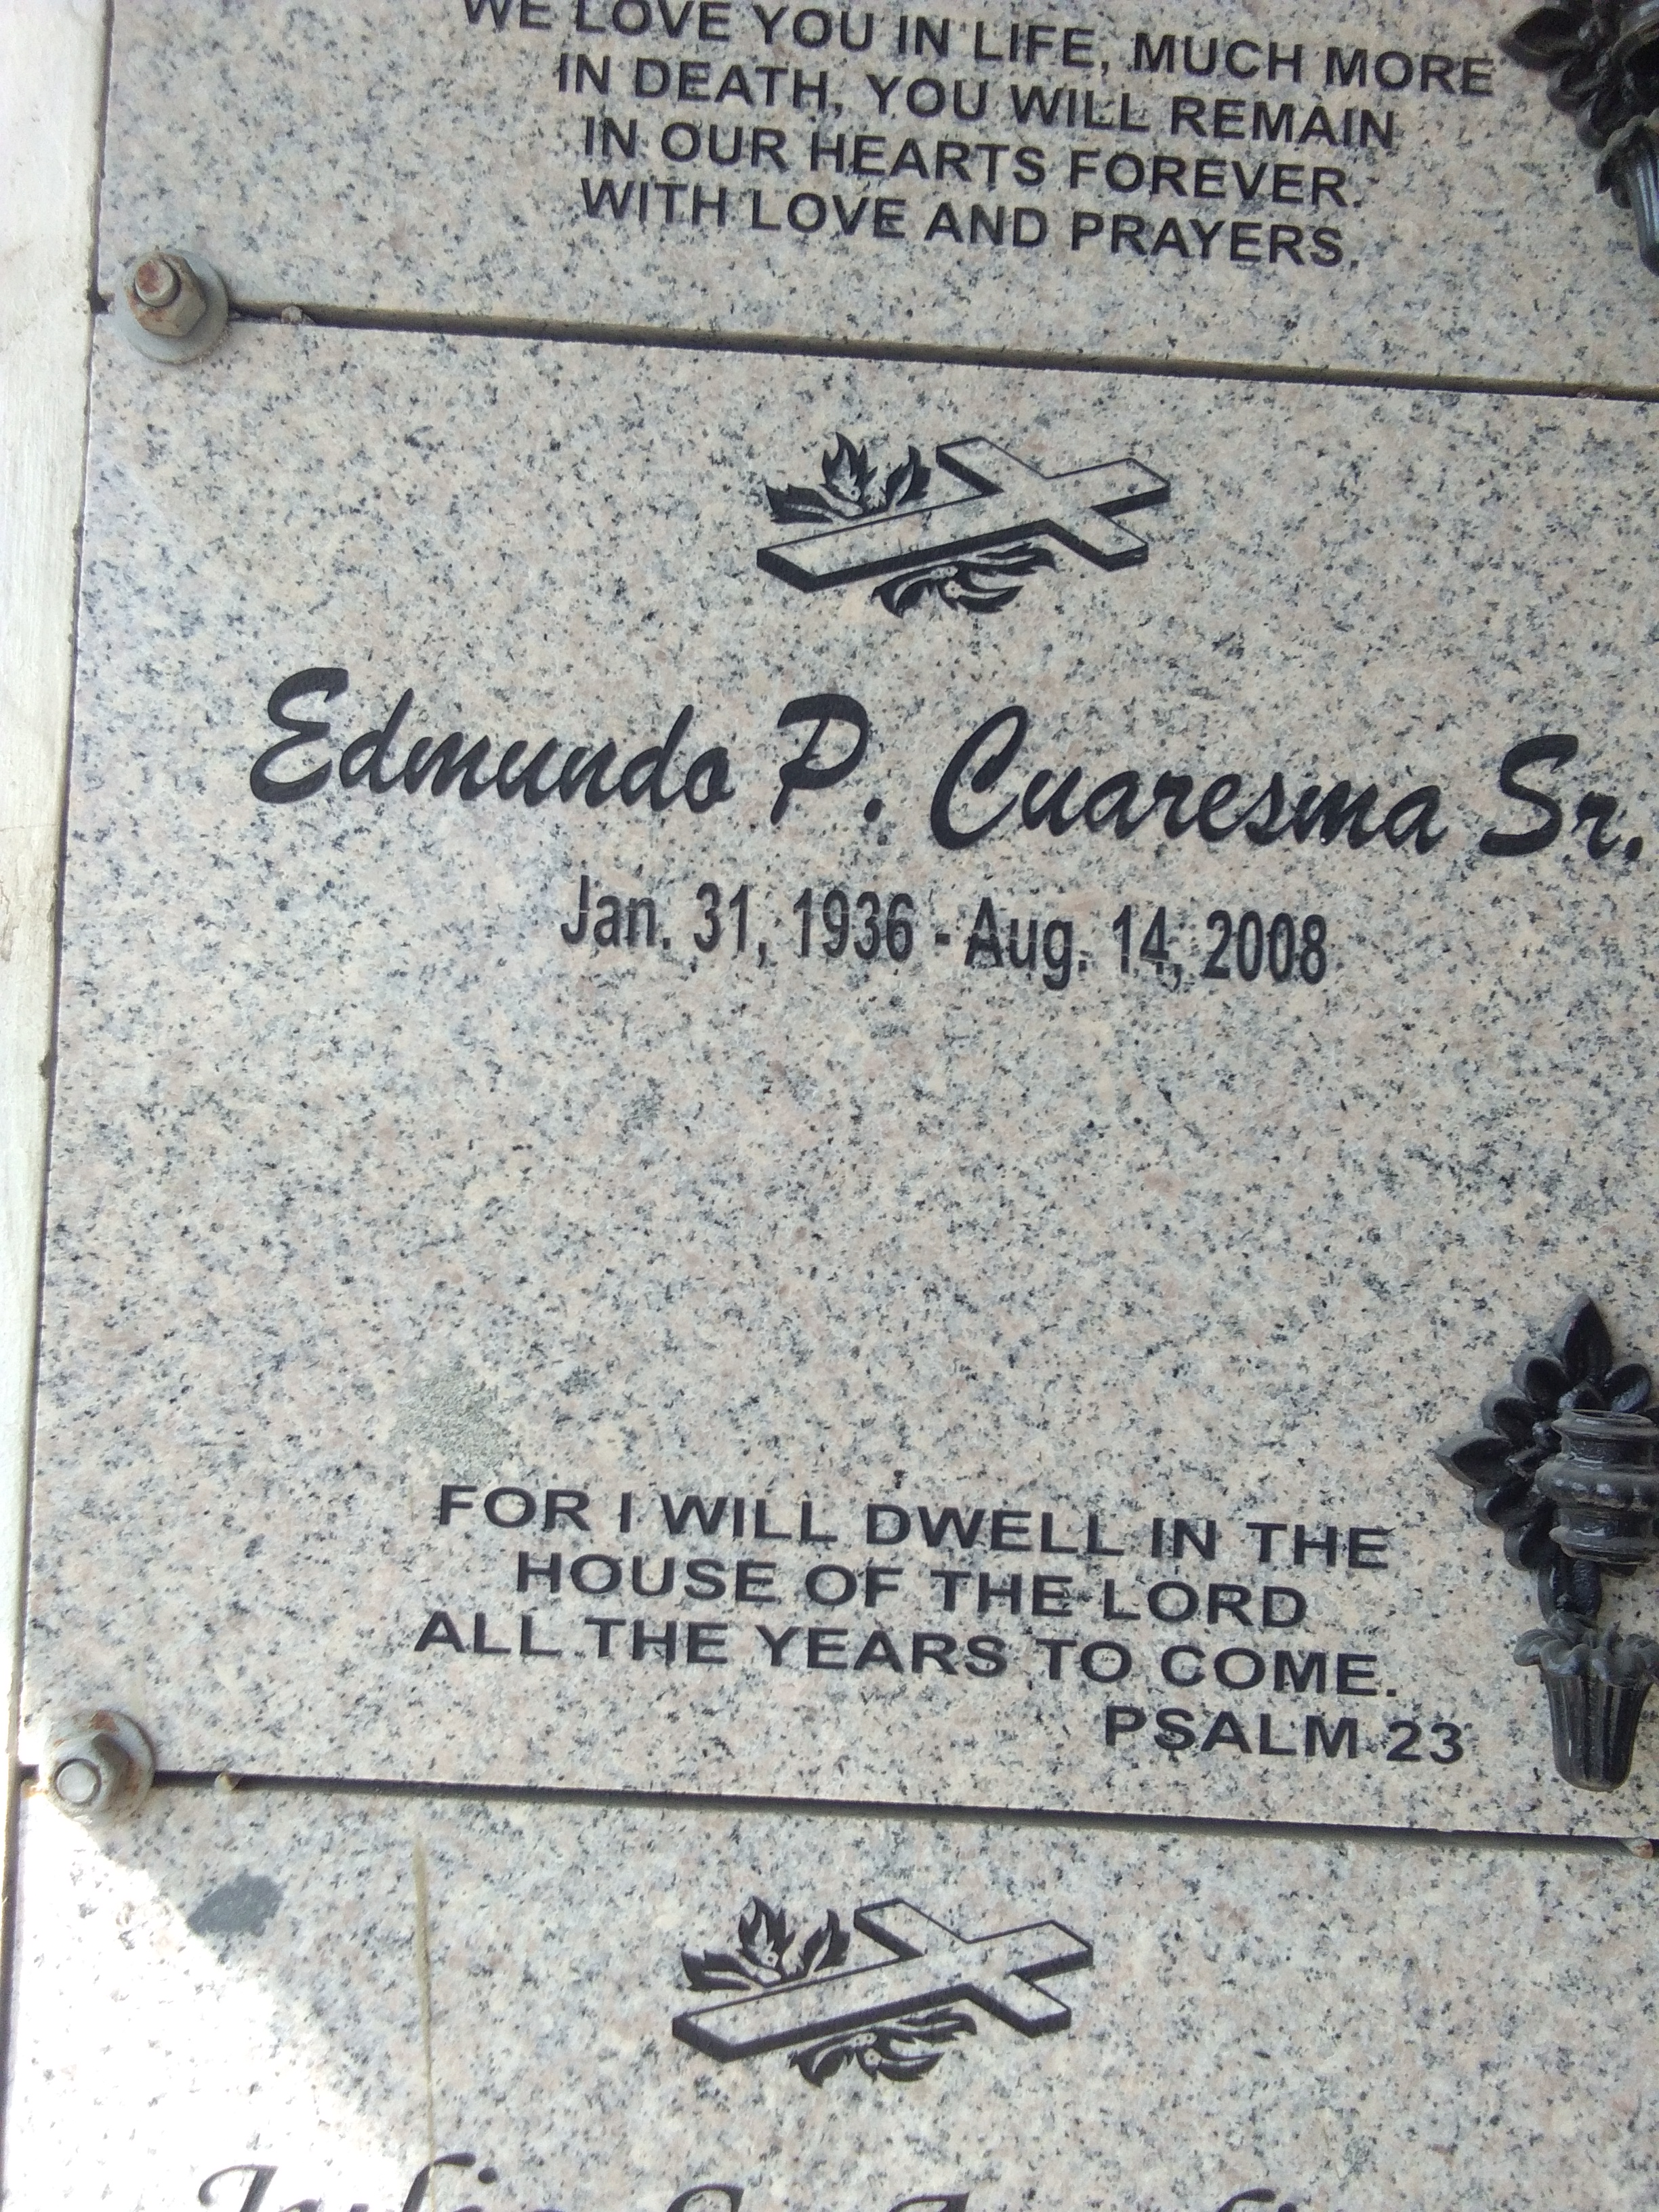 WE LOVE YOU IN LIFE, MUCH MORE
IN DEATH, YOU WILL REMAIN
IN OUR HEARTS FOREVER.
WITH LOVE AND PRAYERS.
Edmundo P. Cuaresma Sr.
Jan. 31, 1936 - Aug. 14, 2008
FOR I WILL DWELL IN THE
HOUSE OF THE LORD
ALL THE YEARS TO COME.
PSALM 23